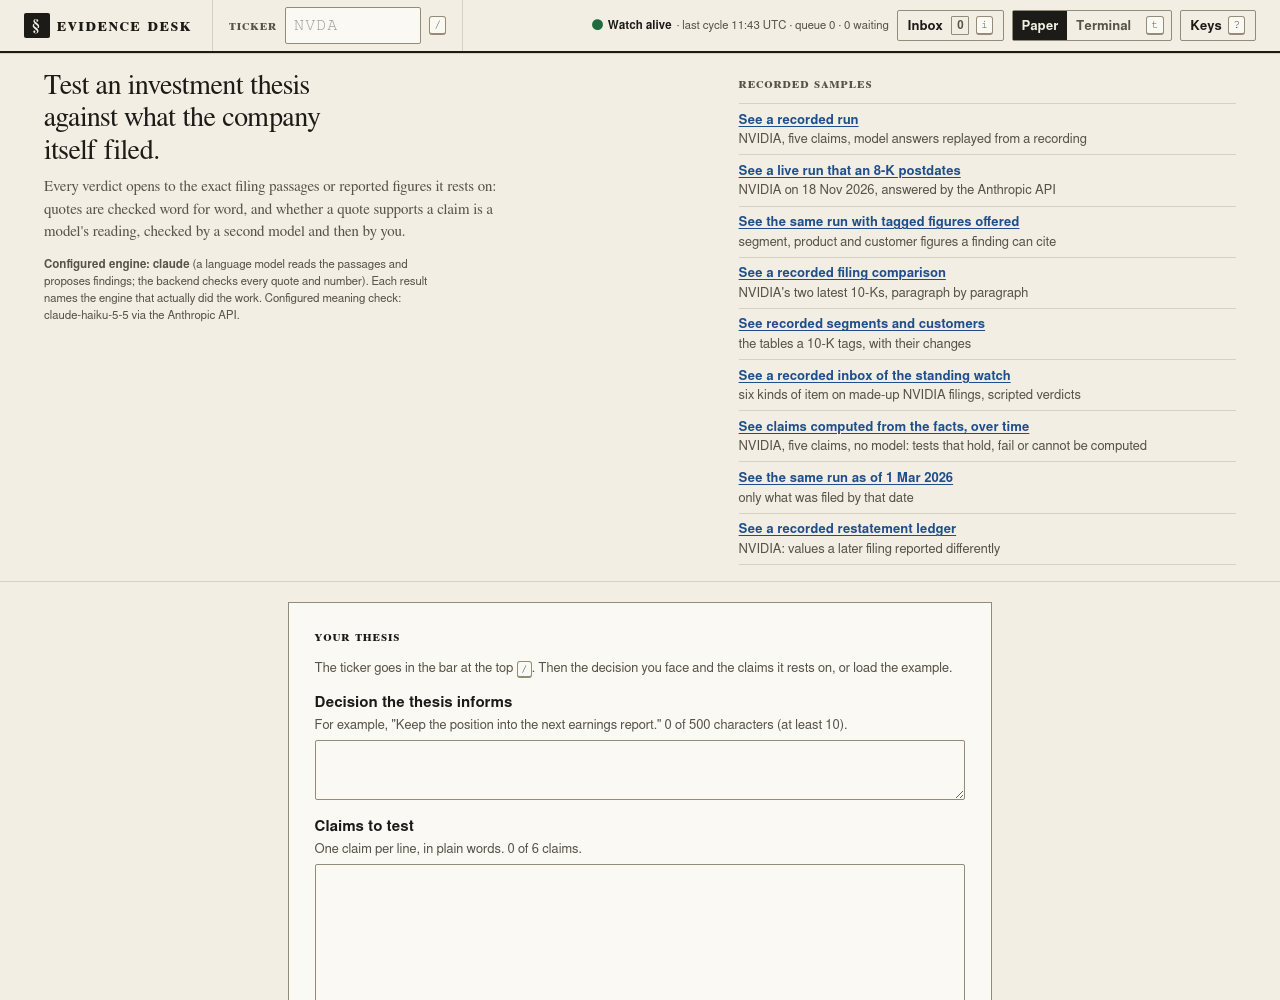 § EVIDENCE DESK
TICKER NVDA /
Watch alive · last cycle 11:43 UTC · queue 0 · 0 waiting
Inbox 0 i
Paper Terminal t
Keys ?
Test an investment thesis
against what the company
itself filed.
Every verdict opens to the exact filing passages or reported figures it rests on:
quotes are checked word for word, and whether a quote supports a claim is a
model's reading, checked by a second model and then by you.
Configured engine: claude (a language model reads the passages and
proposes findings; the backend checks every quote and number). Each result
names the engine that actually did the work. Configured meaning check:
claude-haiku-5-5 via the Anthropic API.
RECORDED SAMPLES
See a recorded run
NVIDIA, five claims, model answers replayed from a recording
See a live run that an 8-K postdates
NVIDIA on 18 Nov 2026, answered by the Anthropic API
See the same run with tagged figures offered
segment, product and customer figures a finding can cite
See a recorded filing comparison
NVIDIA's two latest 10-Ks, paragraph by paragraph
See recorded segments and customers
the tables a 10-K tags, with their changes
See a recorded inbox of the standing watch
six kinds of item on made-up NVIDIA filings, scripted verdicts
See claims computed from the facts, over time
NVIDIA, five claims, no model: tests that hold, fail or cannot be computed
See the same run as of 1 Mar 2026
only what was filed by that date
See a recorded restatement ledger
NVIDIA: values a later filing reported differently
YOUR THESIS
The ticker goes in the bar at the top /. Then the decision you face and the claims it rests on, or load the example.
Decision the thesis informs
For example, "Keep the position into the next earnings report." 0 of 500 characters (at least 10).
Claims to test
One claim per line, in plain words. 0 of 6 claims.